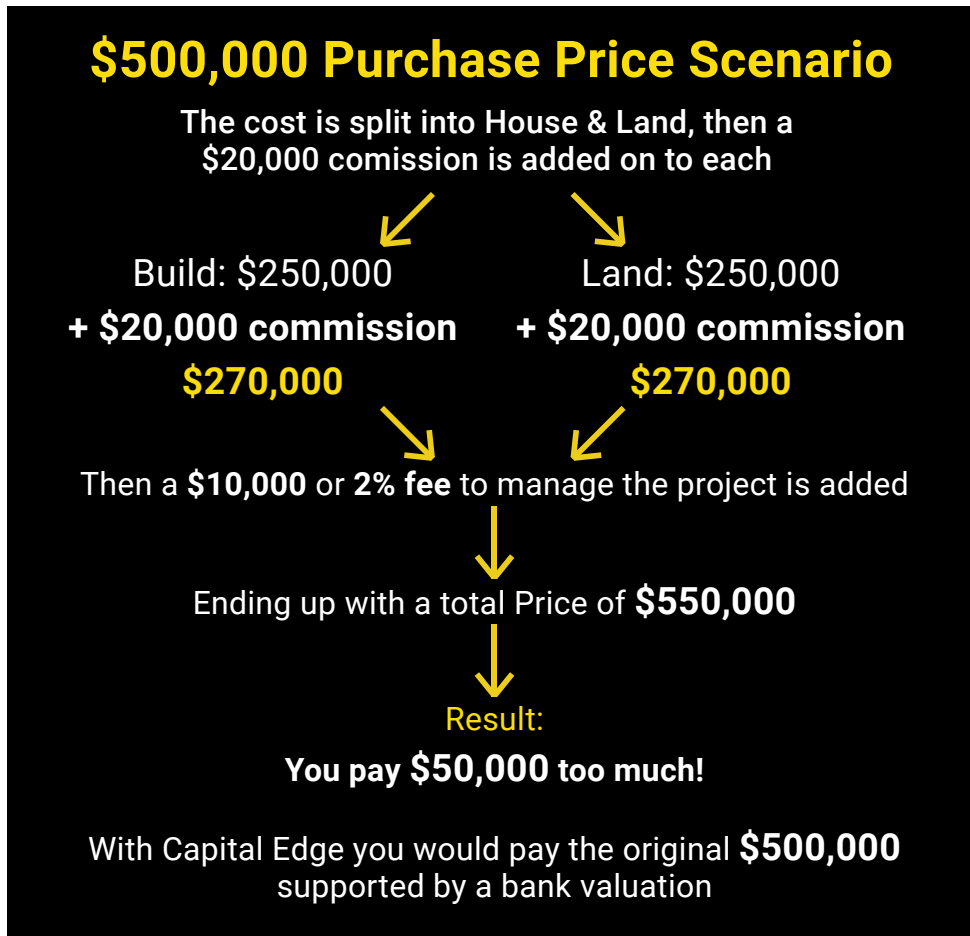 $500,000 Purchase Price Scenario
The cost is split into House & Land, then a
$20,000 comission is added on to each
Build: $250,000
+ $20,000 commission
$270,000
Land: $250,000
+ $20,000 commission
$270,000
Then a $10,000 or 2% fee to manage the project is added
Ending up with a total Price of $550,000
Result:
You pay $50,000 too much!
With Capital Edge you would pay the original $500,000
supported by a bank valuation